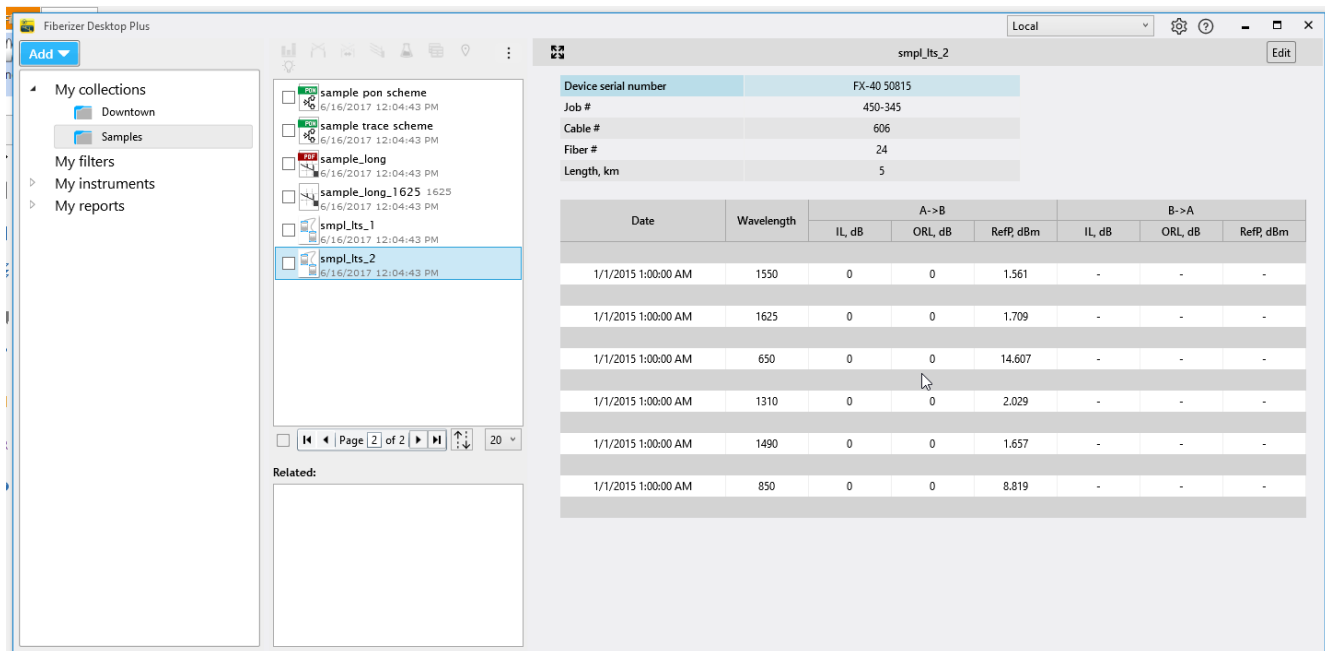 Fiberizer Desktop Plus
Local
Add
smpl_lts_2
Edit
My collections
Downtown
Samples
My filters
My instruments
My reports
PON sample pon scheme
6/16/2017 12:04:43 PM
PON sample trace scheme
6/16/2017 12:04:43 PM
PDF sample_long
6/16/2017 12:04:43 PM
sample_long_1625 1625
6/16/2017 12:04:43 PM
smpl_lts_1
6/16/2017 12:04:43 PM
smpl_lts_2
6/16/2017 12:04:43 PM
Page 2 of 2
20
Related:
Device serial number FX-40 50815
Job # 450-345
Cable # 606
Fiber # 24
Length, km 5
Date Wavelength A->B B->A
IL, dB ORL, dB RefP, dBm IL, dB ORL, dB RefP, dBm
1/1/2015 1:00:00 AM 1550 0 0 1.561 - - -
1/1/2015 1:00:00 AM 1625 0 0 1.709 - - -
1/1/2015 1:00:00 AM 650 0 0 14.607 - - -
1/1/2015 1:00:00 AM 1310 0 0 2.029 - - -
1/1/2015 1:00:00 AM 1490 0 0 1.657 - - -
1/1/2015 1:00:00 AM 850 0 0 8.819 - - -